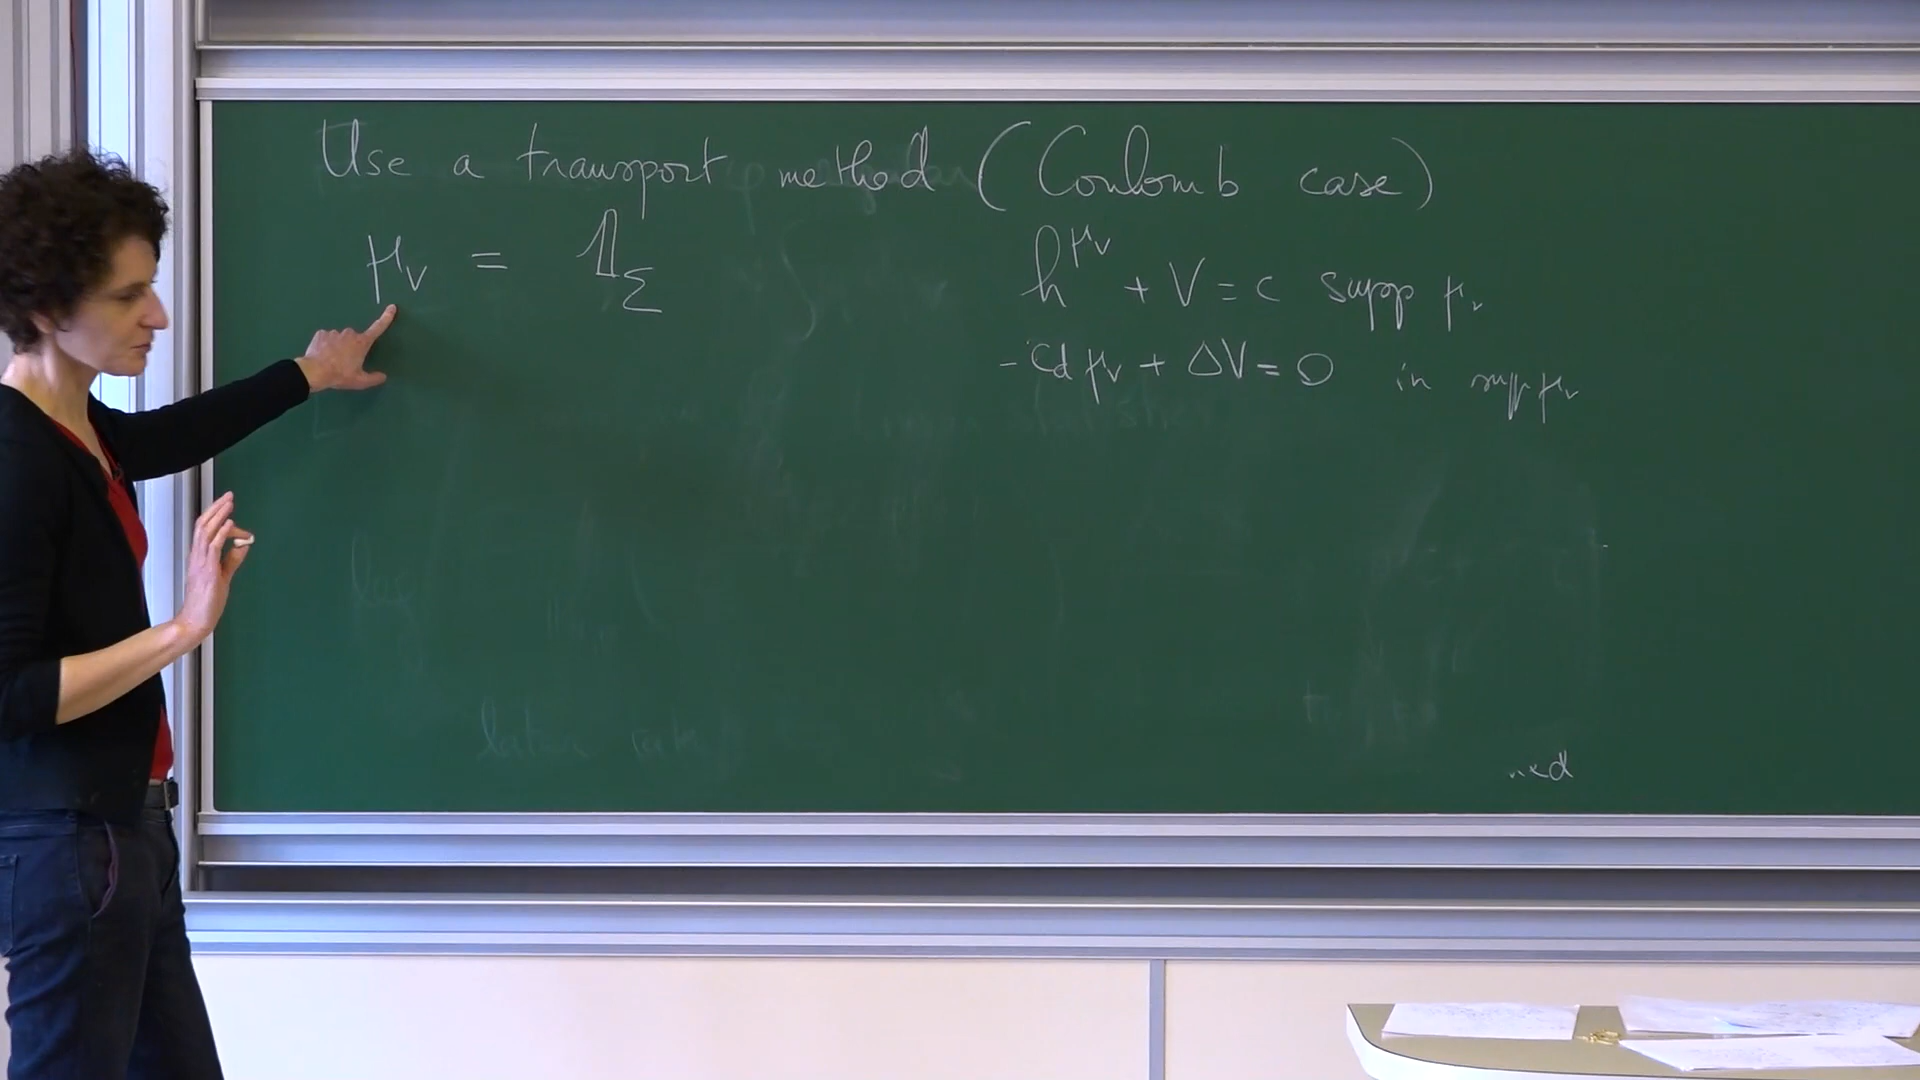 Use a transport method (Coulomb case)
μ_V = 𝟙_Σ
h^{μ_V} + V = c supp μ_V
-c_d μ_V + ΔV = 0 in supp μ_V